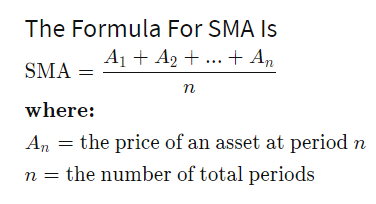 The Formula For SMA Is
SMA = A₁ + A₂ + ... + Aₙ / n
where:
Aₙ = the price of an asset at period n
n = the number of total periods